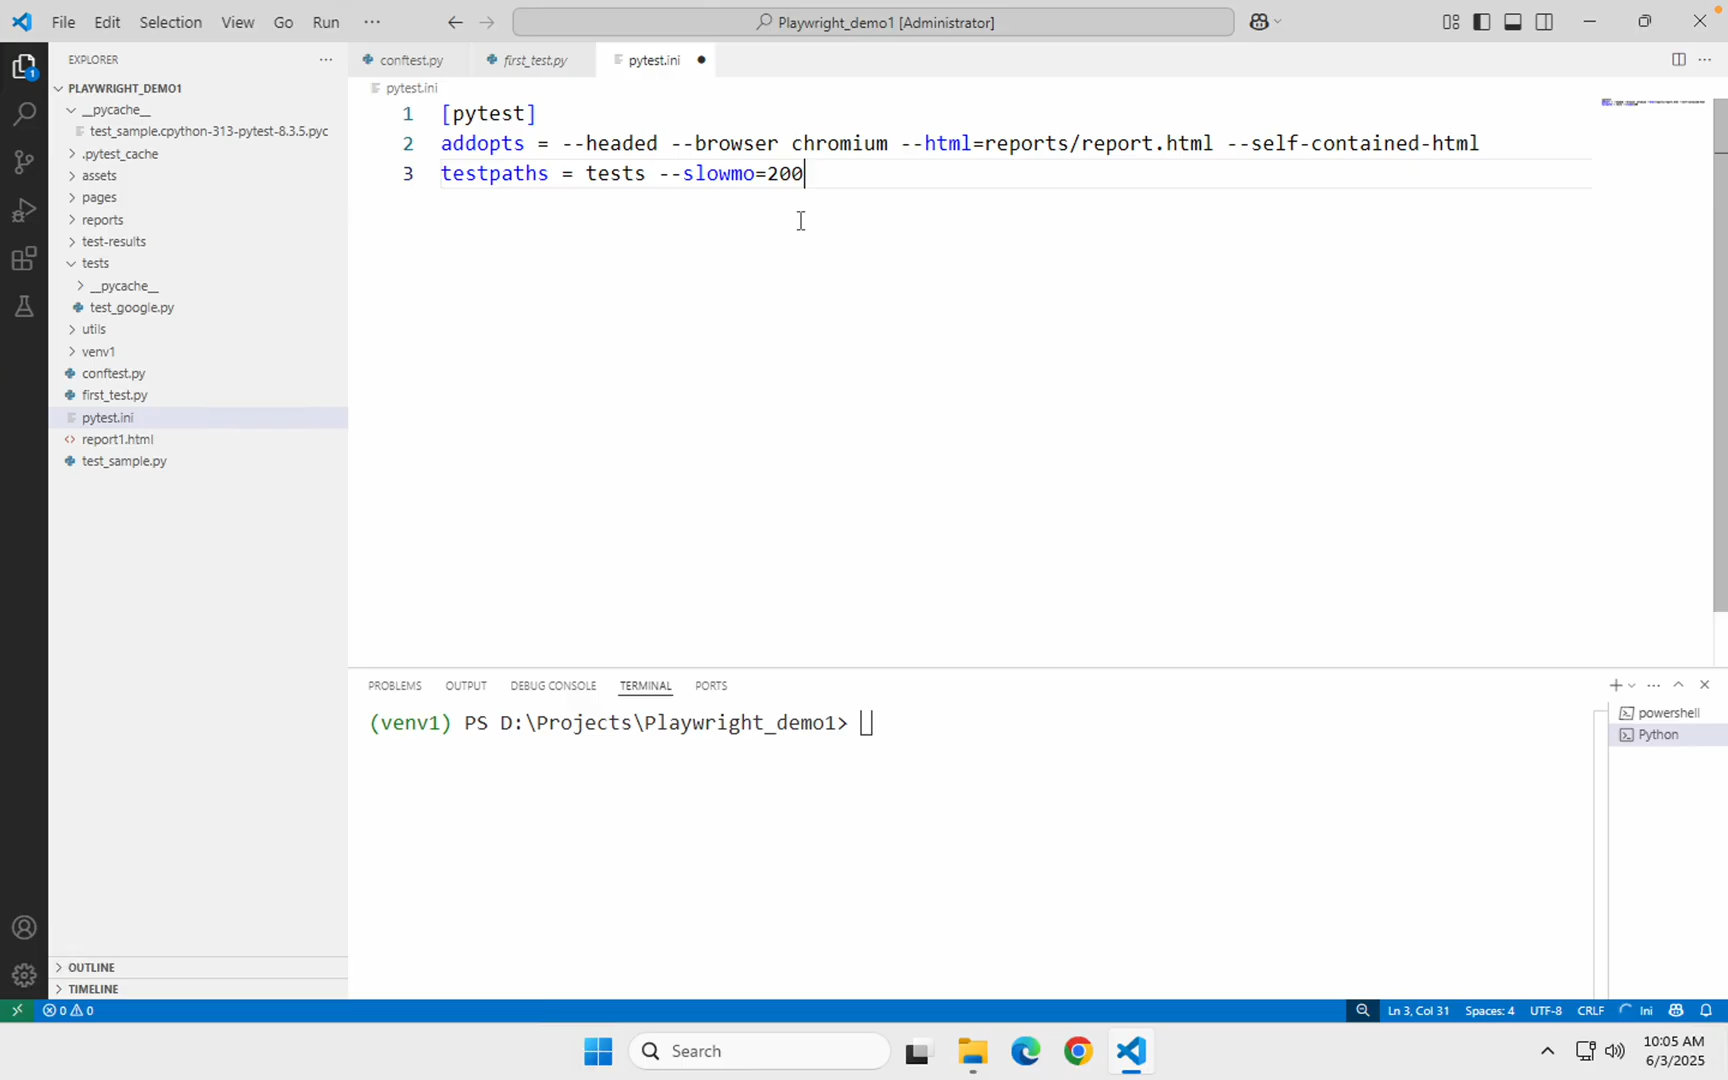 File Edit Selection View Go Run ··· Playwright_demo1 [Administrator]
EXPLORER ···
PLAYWRIGHT_DEMO1
__pycache__
test_sample.cpython-313-pytest-8.3.5.pyc
.pytest_cache
assets
pages
reports
test-results
tests
__pycache__
test_google.py
utils
venv1
conftest.py
first_test.py
pytest.ini
report1.html
test_sample.py
OUTLINE
TIMELINE
1
conftest.py first_test.py pytest.ini
pytest.ini
1 [pytest]
2 addopts = --headed --browser chromium --html=reports/report.html --self-contained-html
3 testpaths = tests --slowmo=200
PROBLEMS OUTPUT DEBUG CONSOLE TERMINAL PORTS
(venv1) PS D:\Projects\Playwright_demo1>
powershell
Python
0 0 Ln 3, Col 31 Spaces: 4 UTF-8 CRLF Ini
Search
10:05 AM
6/3/2025